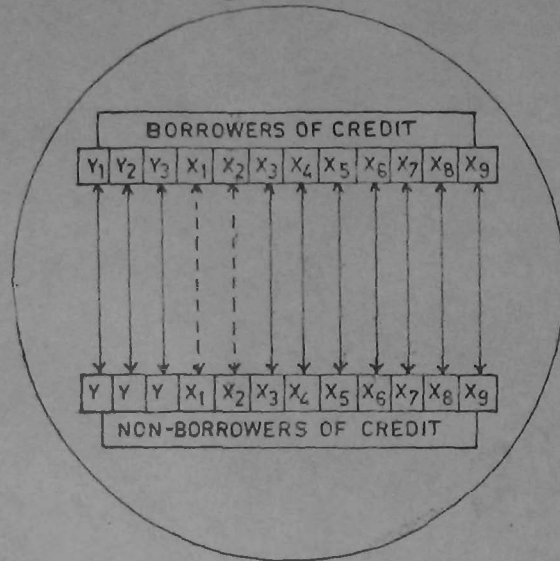 BORROWERS OF CREDIT
Y₁ Y₂ Y₃ X₁ X₂ X₃ X₄ X₅ X₆ X₇ X₈ X₉
Y Y Y X₁ X₂ X₃ X₄ X₅ X₆ X₇ X₈ X₉
NON-BORROWERS OF CREDIT